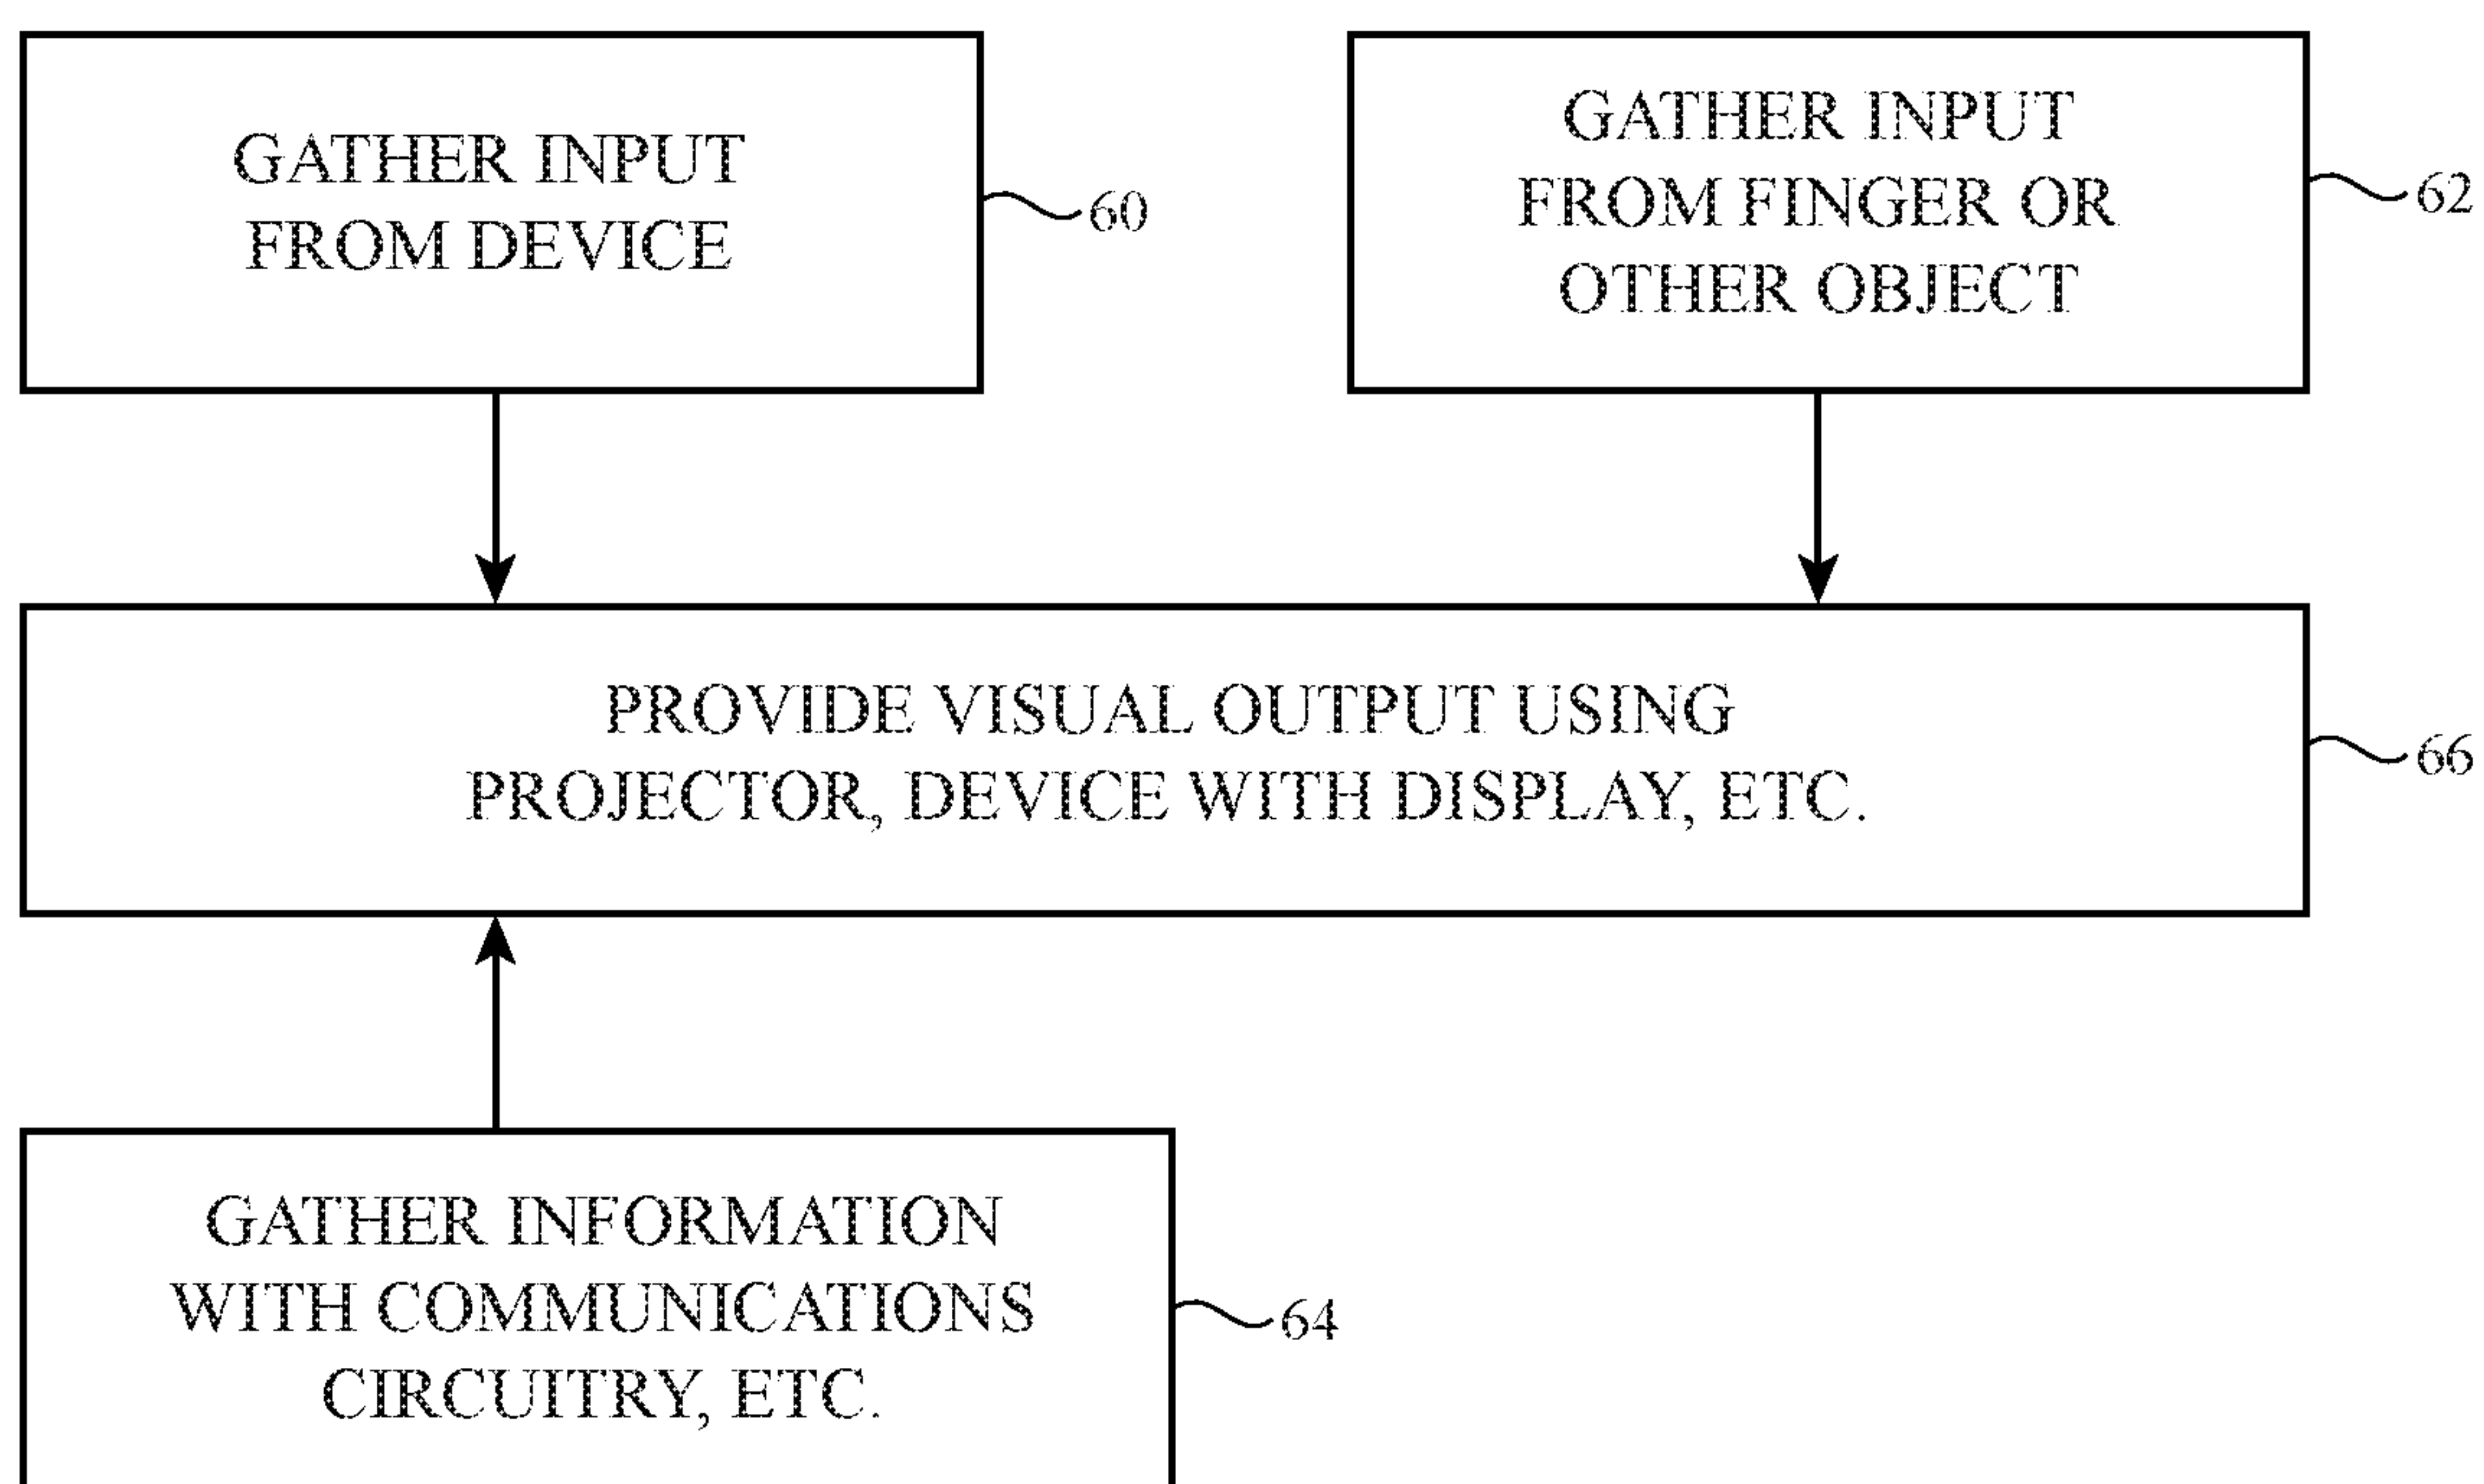 GATHER INPUT
FROM DEVICE
60
GATHER INPUT
FROM FINGER OR
OTHER OBJECT
62
PROVIDE VISUAL OUTPUT USING
PROJECTOR, DEVICE WITH DISPLAY, ETC.
66
GATHER INFORMATION
WITH COMMUNICATIONS
CIRCUITRY, ETC.
64